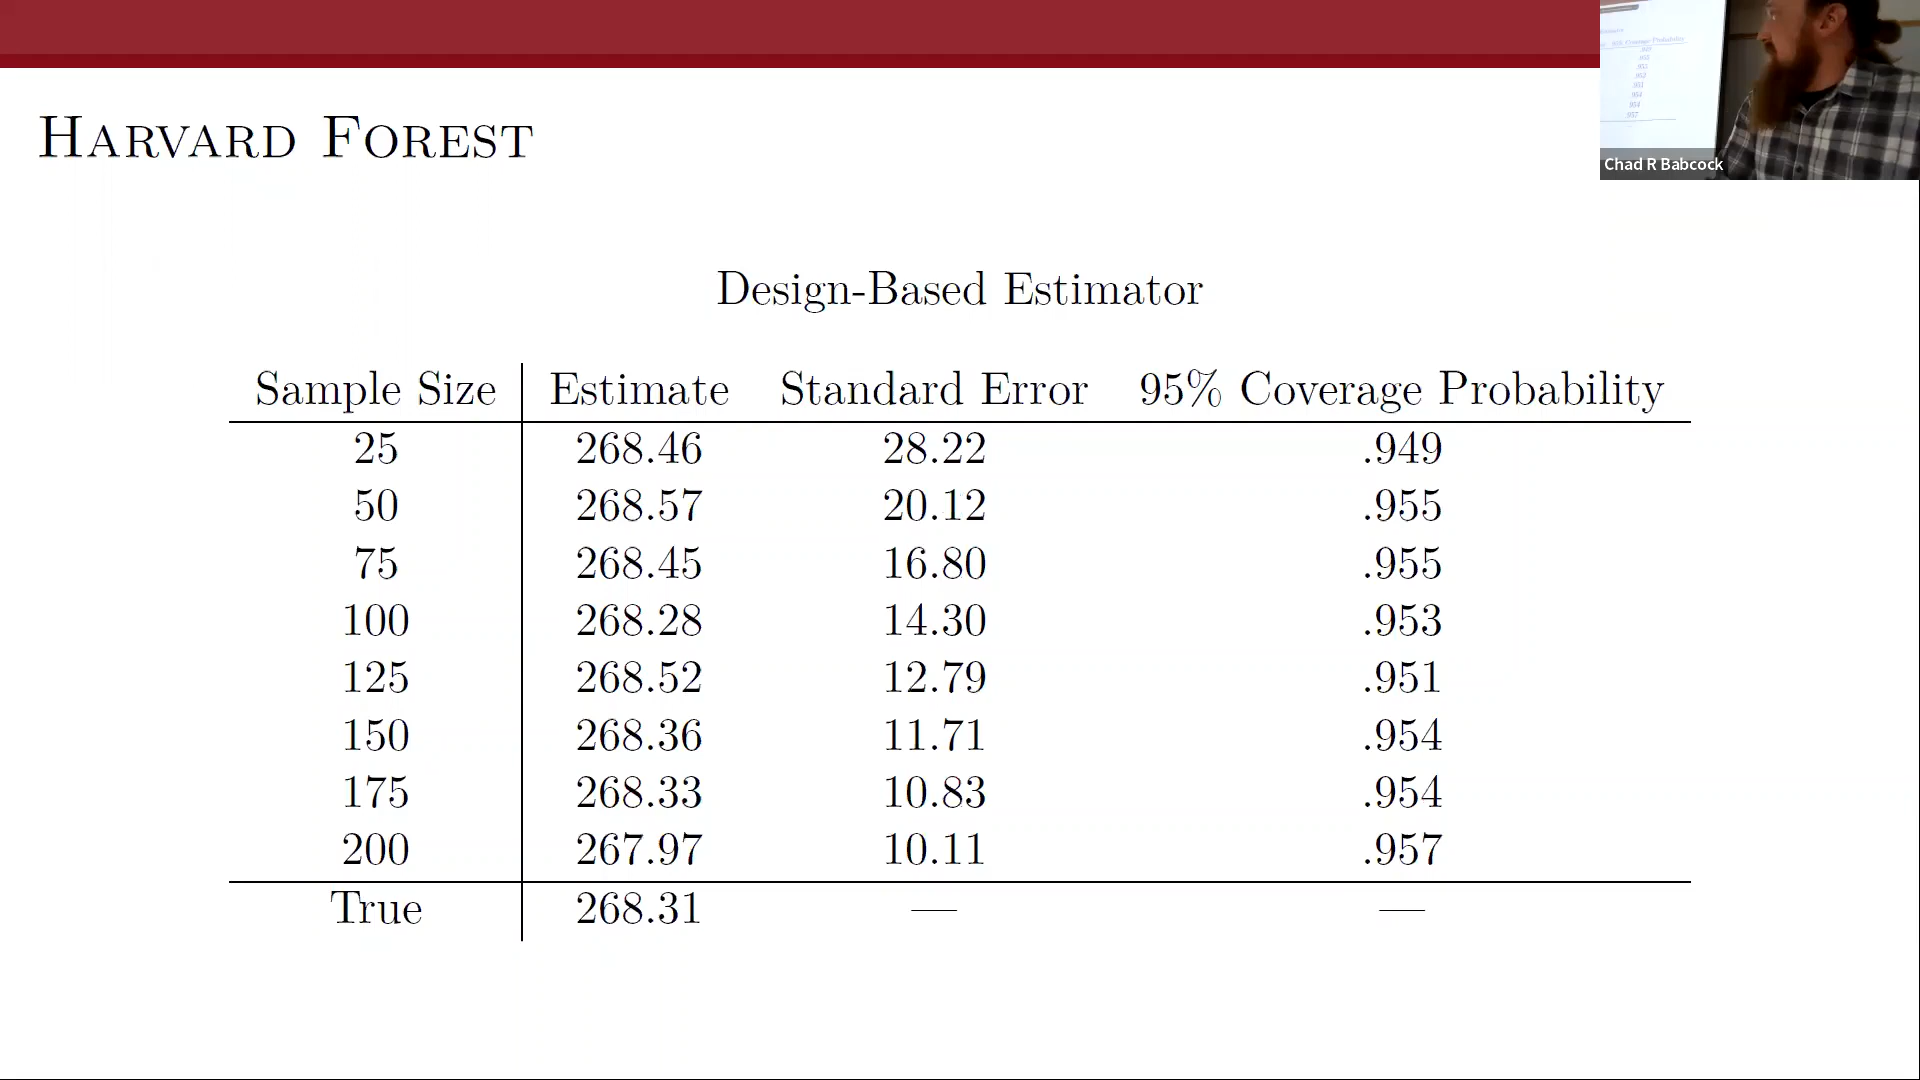 HARVARD FOREST
Chad R Babcock
Design-Based Estimator
Sample Size Estimate Standard Error 95% Coverage Probability
25 268.46 28.22 .949
50 268.57 20.12 .955
75 268.45 16.80 .955
100 268.28 14.30 .953
125 268.52 12.79 .951
150 268.36 11.71 .954
175 268.33 10.83 .954
200 267.97 10.11 .957
True 268.31 — —